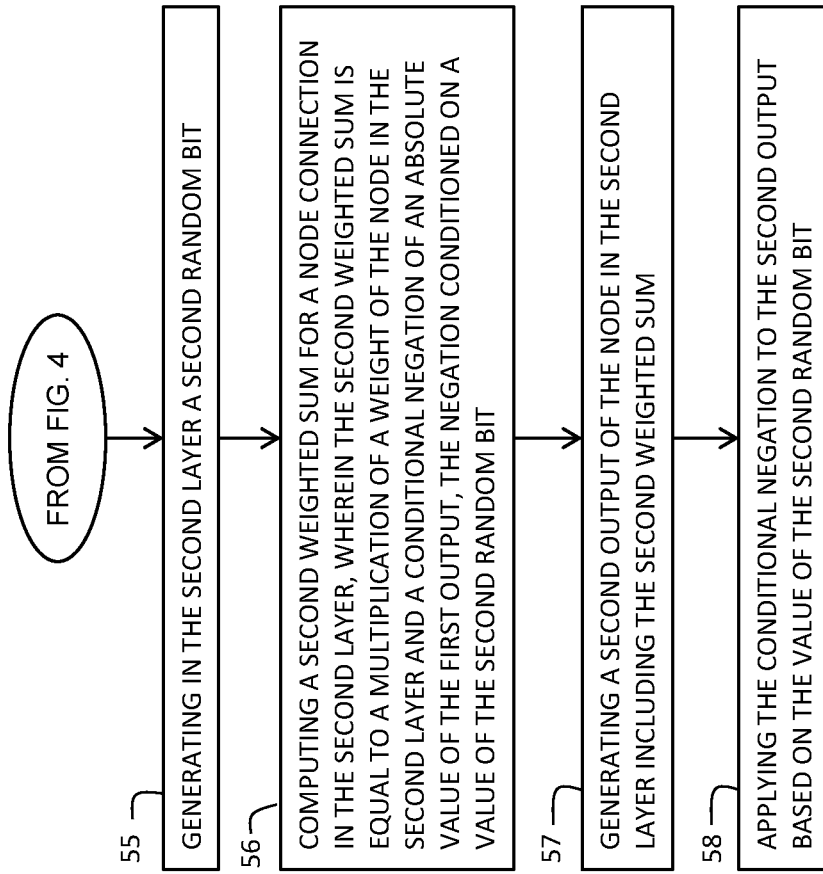 FROM FIG. 4
55
GENERATING IN THE SECOND LAYER A SECOND RANDOM BIT
56
COMPUTING A SECOND WEIGHTED SUM FOR A NODE CONNECTION
IN THE SECOND LAYER, WHEREIN THE SECOND WEIGHTED SUM IS
EQUAL TO A MULTIPLICATION OF A WEIGHT OF THE NODE IN THE
SECOND LAYER AND A CONDITIONAL NEGATION OF AN ABSOLUTE
VALUE OF THE FIRST OUTPUT, THE NEGATION CONDITIONED ON A
VALUE OF THE SECOND RANDOM BIT
57
GENERATING A SECOND OUTPUT OF THE NODE IN THE SECOND
LAYER INCLUDING THE SECOND WEIGHTED SUM
58
APPLYING THE CONDITIONAL NEGATION TO THE SECOND OUTPUT
BASED ON THE VALUE OF THE SECOND RANDOM BIT